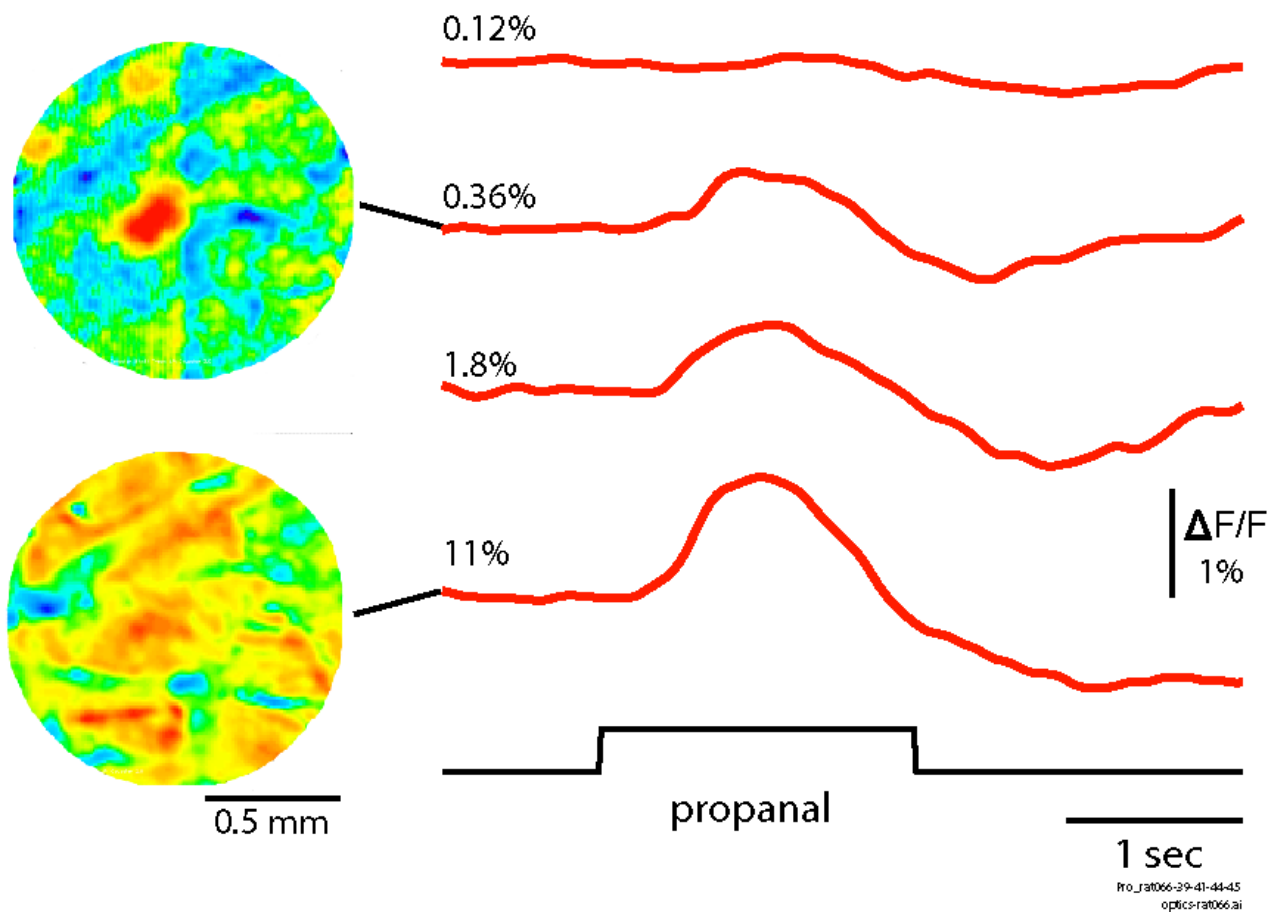 0.12%
0.36%
1.8%
11%
ΔF/F
1%
0.5 mm
propanal
1 sec
Pro_rat066-39-41-44-45
optics-rat066.ai